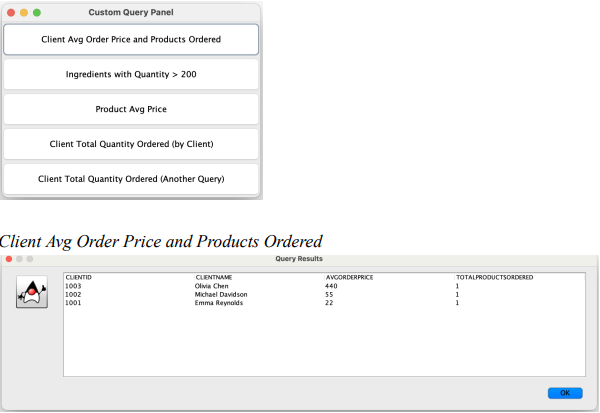 Custom Query Panel
Client Avg Order Price and Products Ordered
Ingredients with Quantity > 200
Product Avg Price
Client Total Quantity Ordered (by Client)
Client Total Quantity Ordered (Another Query)
Client Avg Order Price and Products Ordered
Query Results
CLIENTID CLIENTNAME AVGORDERPRICE TOTALPRODUCTSORDERED
1003 Olivia Chen 440 1
1002 Michael Davidson 55 1
1001 Emma Reynolds 22 1
OK